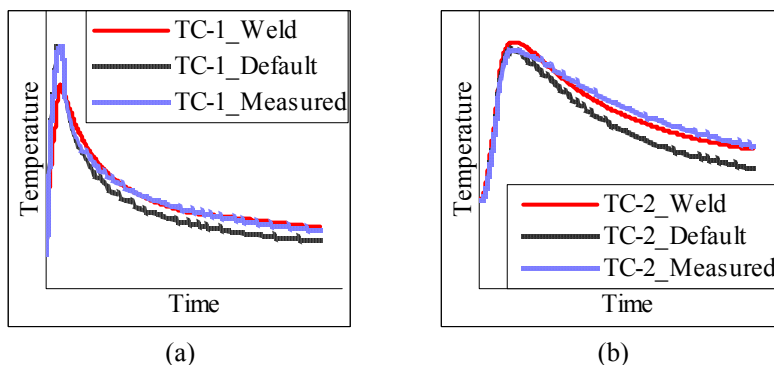 TC-1_Weld
TC-1_Default
TC-1_Measured
Temperature
Time
(a)
TC-2_Weld
TC-2_Default
TC-2_Measured
Temperature
Time
(b)